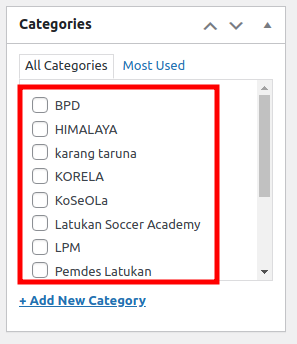 Categories
All Categories
Most Used
BPD
HIMALAYA
karang taruna
KORELA
KoSeOLa
Latukan Soccer Academy
LPM
Pemdes Latukan
+ Add New Category